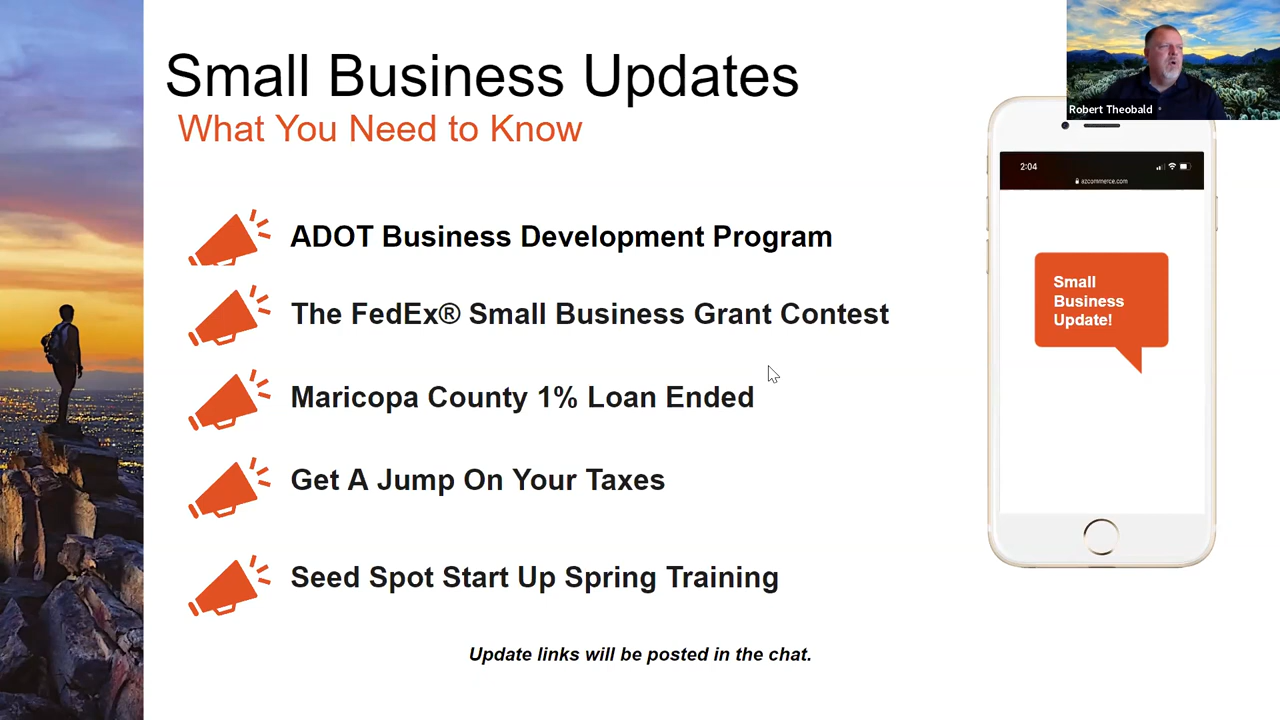 Small Business Updates
What You Need to Know
Robert Theobald
2:04
azcommerce.com
ADOT Business Development Program
The FedEx® Small Business Grant Contest
Maricopa County 1% Loan Ended
Get A Jump On Your Taxes
Seed Spot Start Up Spring Training
Small
Business
Update!
Update links will be posted in the chat.